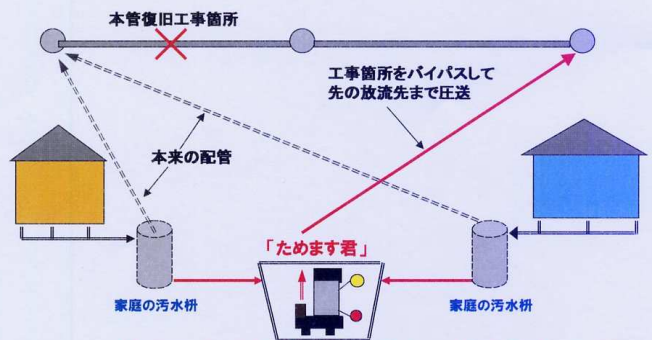 本管復旧工事箇所
工事箇所をバイパスして
先の放流先まで圧送
本来の配管
「ためます君」
家庭の汚水枡
家庭の汚水枡